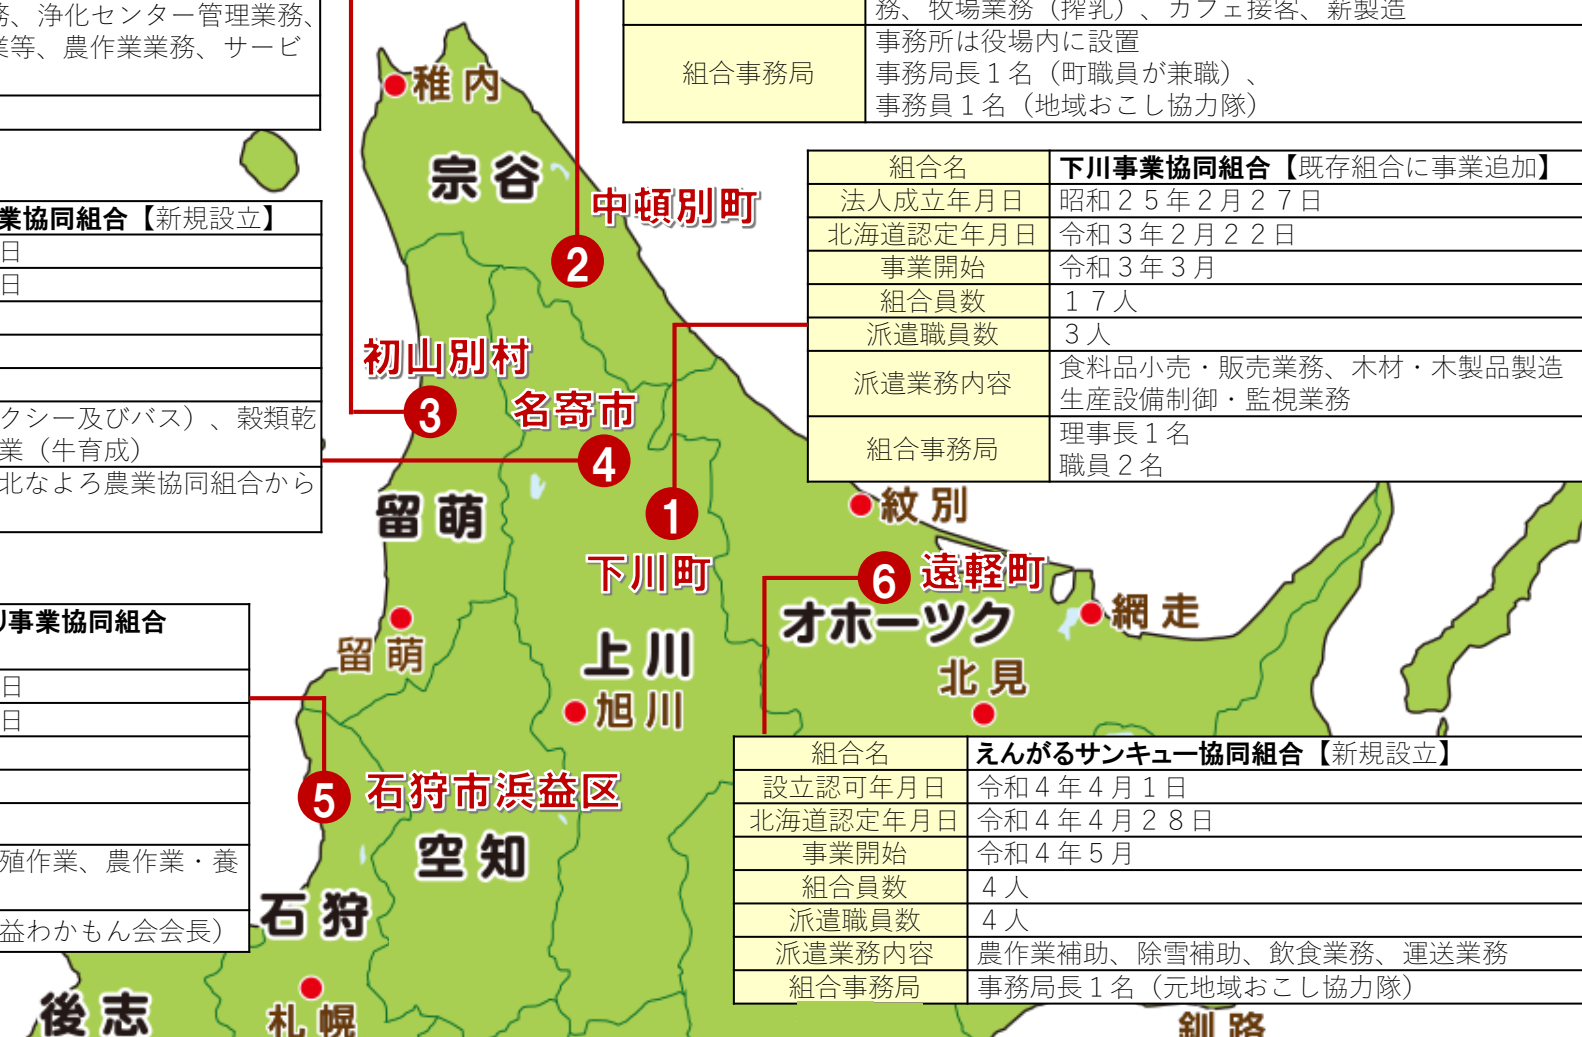 務、浄化センター管理業務、
業等、農作業業務、サービ
務、牧場業務（搾乳）、カフェ接客、新製造
組合事務局
事務所は役場内に設置
事務局長１名（町職員が兼職）、
事務員１名（地域おこし協力隊）
稚内
宗谷
中頓別町
2
組合名 下川事業協同組合【既存組合に事業追加】
法人成立年月日 昭和２５年２月２７日
北海道認定年月日 令和３年２月２２日
事業開始 令和３年３月
組合員数 １７人
派遣職員数 ３人
派遣業務内容 食料品小売・販売業務、木材・木製品製造
生産設備制御・監視業務
組合事務局 理事長１名
職員２名
業協同組合【新規設立】
日
日
クシー及びバス）、穀類乾
業（牛育成）
北なよろ農業協同組合から
初山別村
3
名寄市
4
留萌
1
下川町
紋別
6 遠軽町
オホーツク
網走
北見
留萌
上川
旭川
リ事業協同組合
日
日
殖作業、農作業・養
益わかもん会会長）
5 石狩市浜益区
空知
石狩
後志
札幌
組合名 えんがるサンキュー協同組合【新規設立】
設立認可年月日 令和４年４月１日
北海道認定年月日 令和４年４月２８日
事業開始 令和４年５月
組合員数 ４人
派遣職員数 ４人
派遣業務内容 農作業補助、除雪補助、飲食業務、運送業務
組合事務局 事務局長１名（元地域おこし協力隊）
釧路